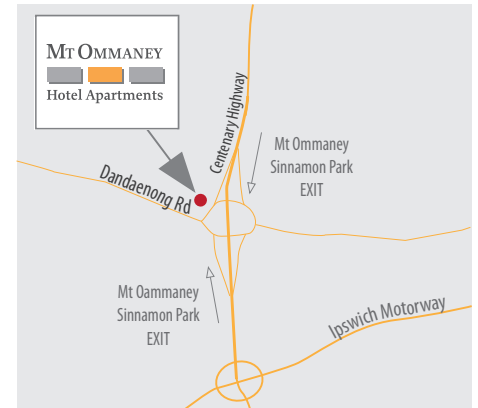 MT OMMANEY
Hotel Apartments
Centenary Highway
Mt Ommaney
Sinnamon Park
EXIT
Dandaenong Rd
Mt Oammaney
Sinnamon Park
EXIT
Ipswich Motorway